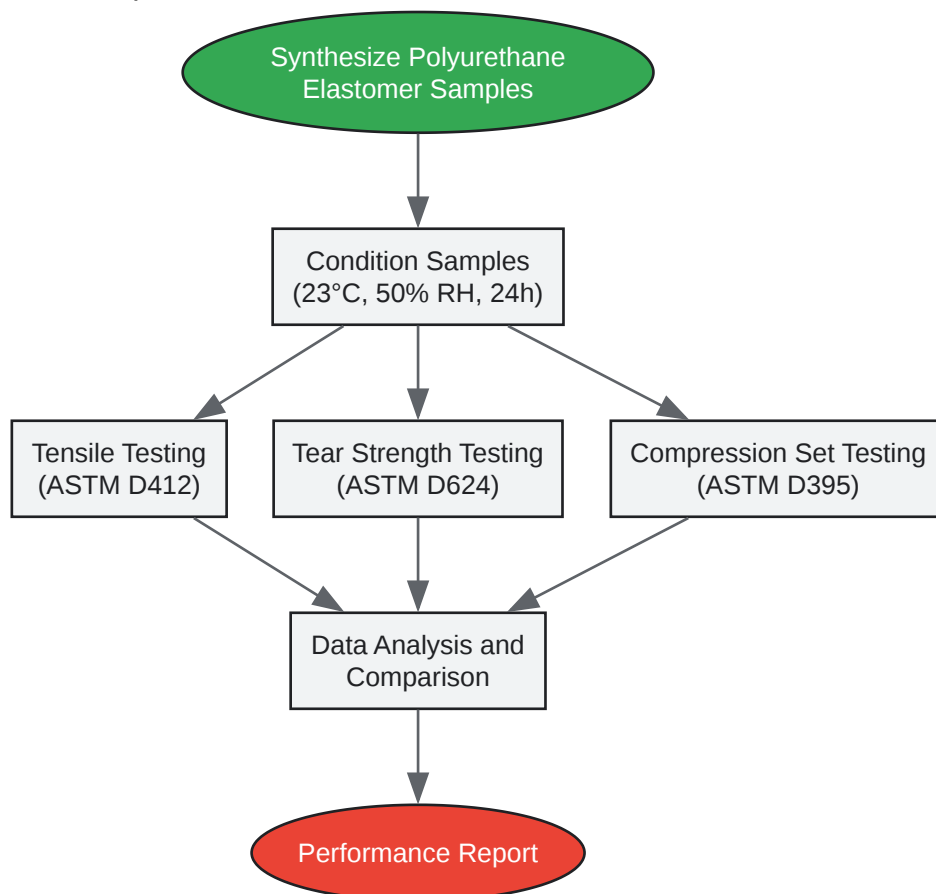 Synthesize Polyurethane
Elastomer Samples
Condition Samples
(23°C, 50% RH, 24h)
Tensile Testing
(ASTM D412)
Tear Strength Testing
(ASTM D624)
Compression Set Testing
(ASTM D395)
Data Analysis and
Comparison
Performance Report